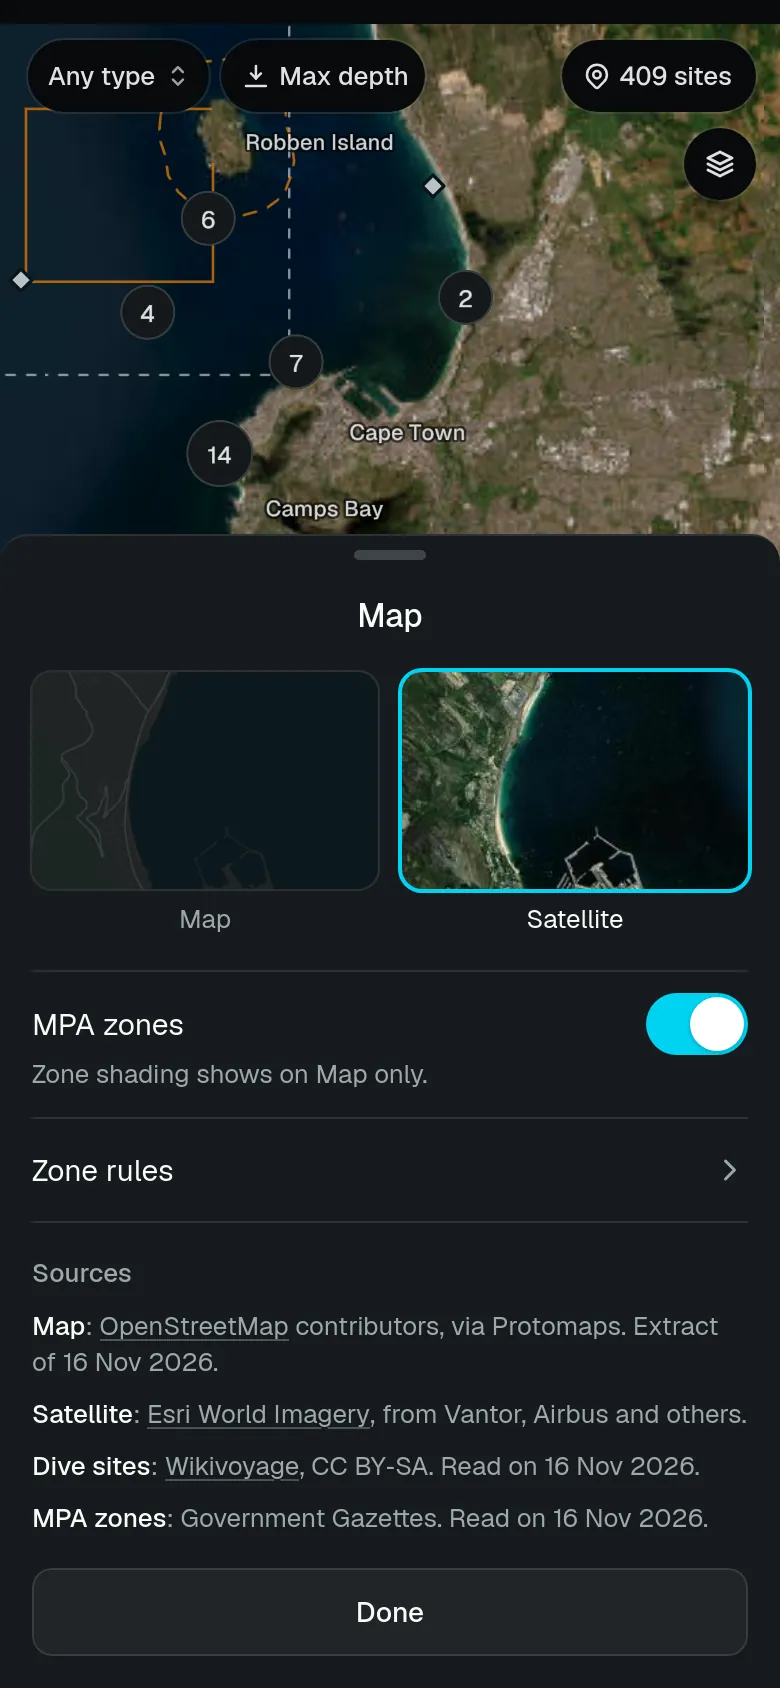 Any type
Max depth
409 sites
Robben Island
6
2
4
7
Cape Town
14
Camps Bay
Map
Map
Satellite
MPA zones
Zone shading shows on Map only.
Zone rules
Sources
Map: OpenStreetMap contributors, via Protomaps. Extract
of 16 Nov 2026.
Satellite: Esri World Imagery, from Vantor, Airbus and others.
Dive sites: Wikivoyage, CC BY-SA. Read on 16 Nov 2026.
MPA zones: Government Gazettes. Read on 16 Nov 2026.
Done